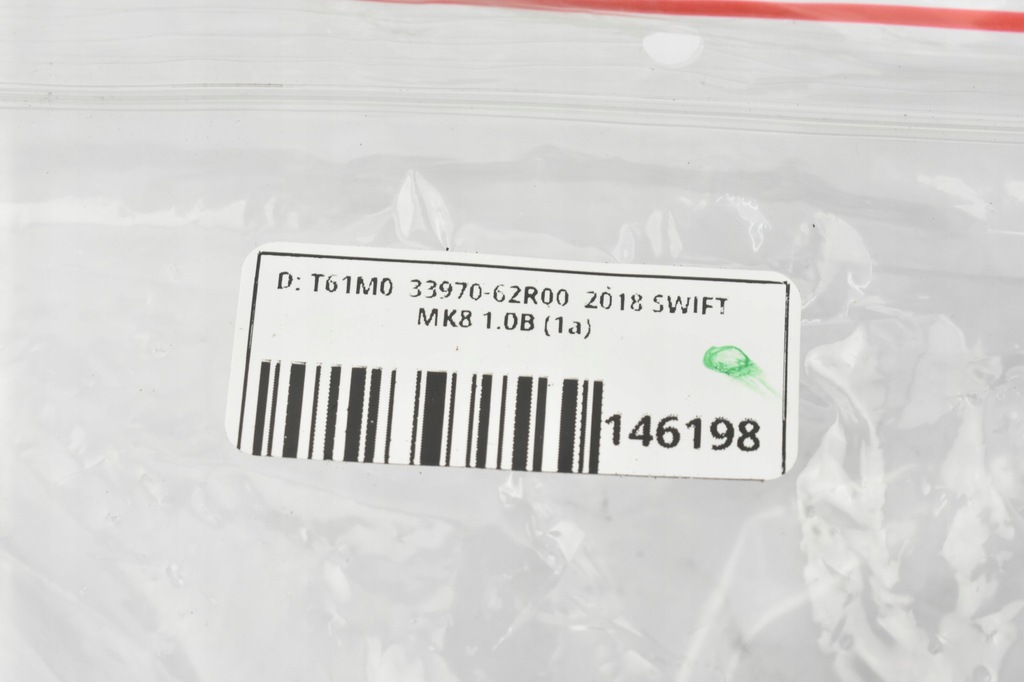 D: T61M0 33970-62R00 2018 SWIFT
MK8 1.0B (1a)
146198